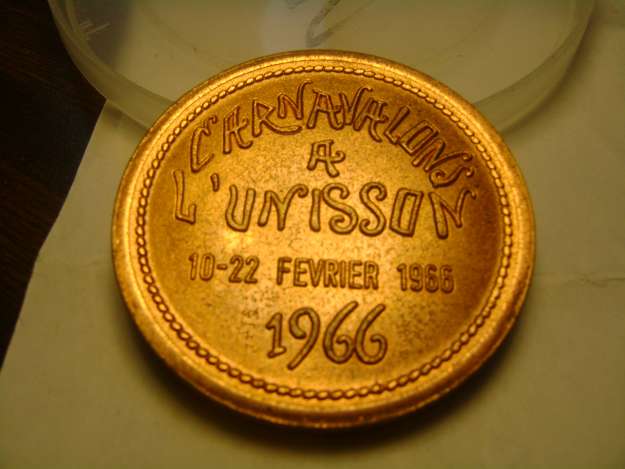 CARNAVALONS
A
L'UNISSON
10-22 FEVRIER 1966
1966